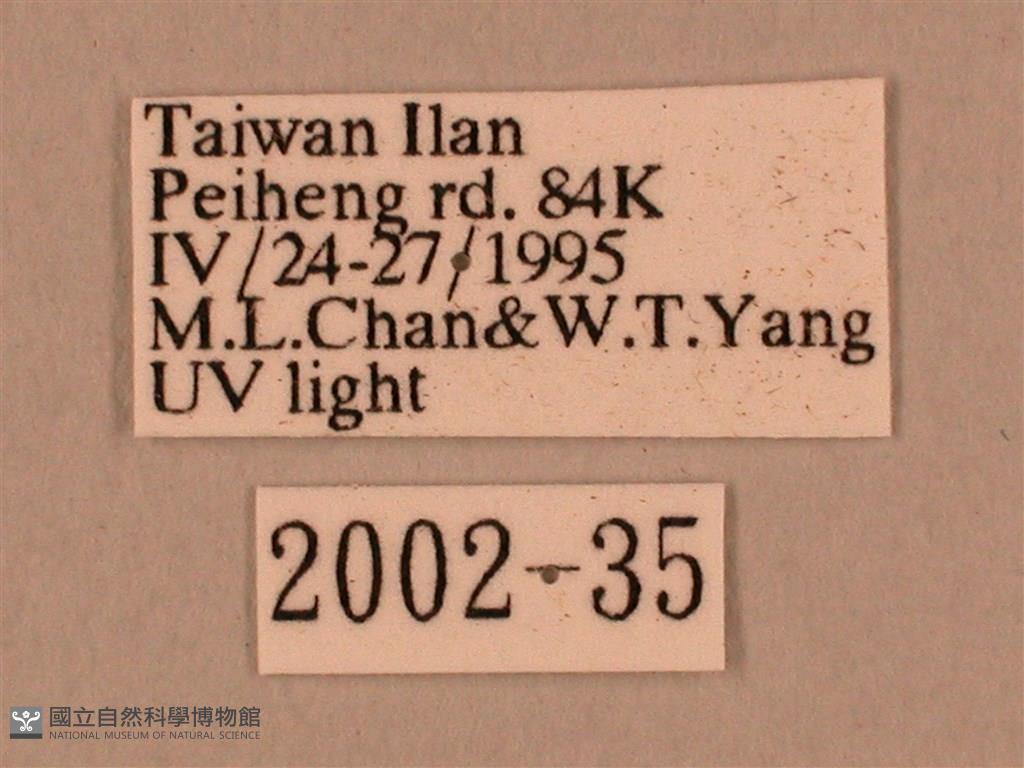 Taiwan Ilan
Peiheng rd. 84K
IV/24-27/1995
M.L.Chan&W.T.Yang
UV light
2002-35
國立自然科學博物館
NATIONAL MUSEUM OF NATURAL SCIENCE